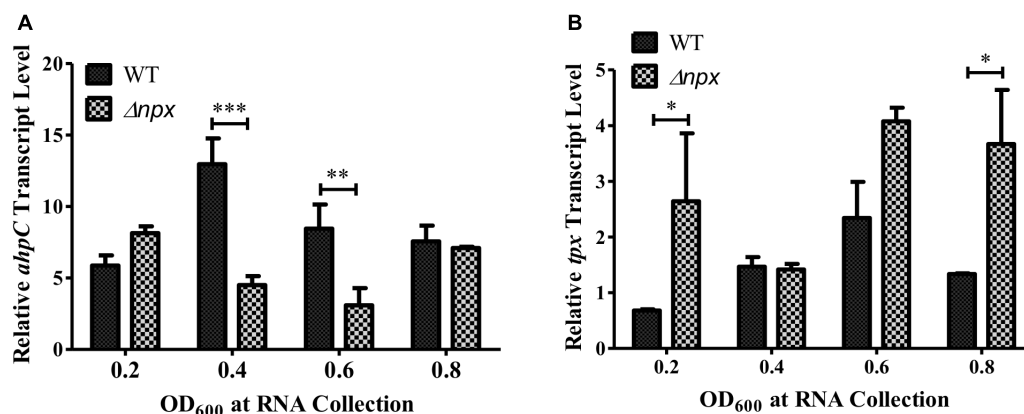 A
WT
Δnpx
Relative ahpC Transcript Level
20
15
10
5
0
***
**
0.2 0.4 0.6 0.8
OD600 at RNA Collection
B
WT
Δnpx
Relative tpx Transcript Level
5
4
3
2
1
0
*
*
0.2 0.4 0.6 0.8
OD600 at RNA Collection